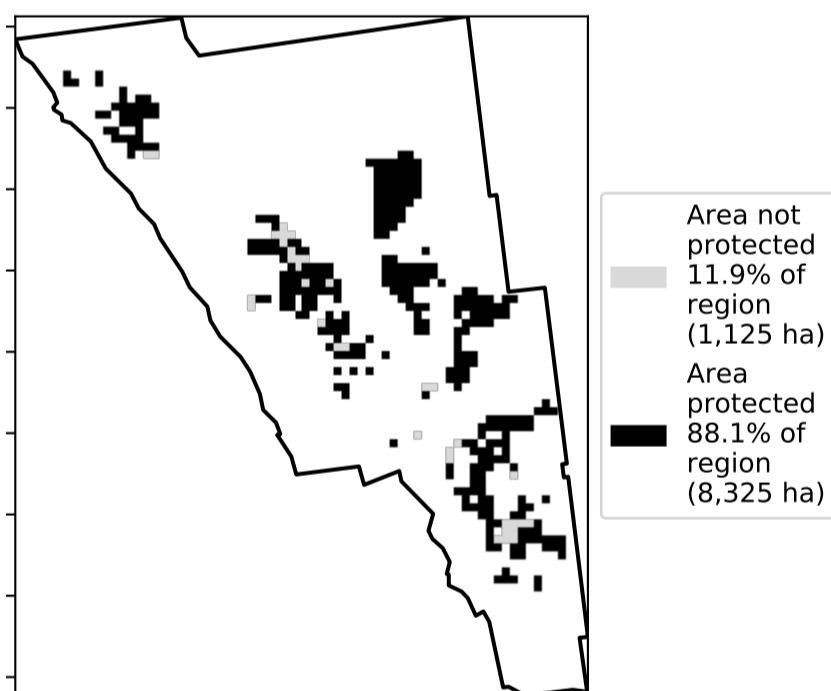 Area not
protected
11.9% of
region
(1,125 ha)
Area
protected
88.1% of
region
(8,325 ha)